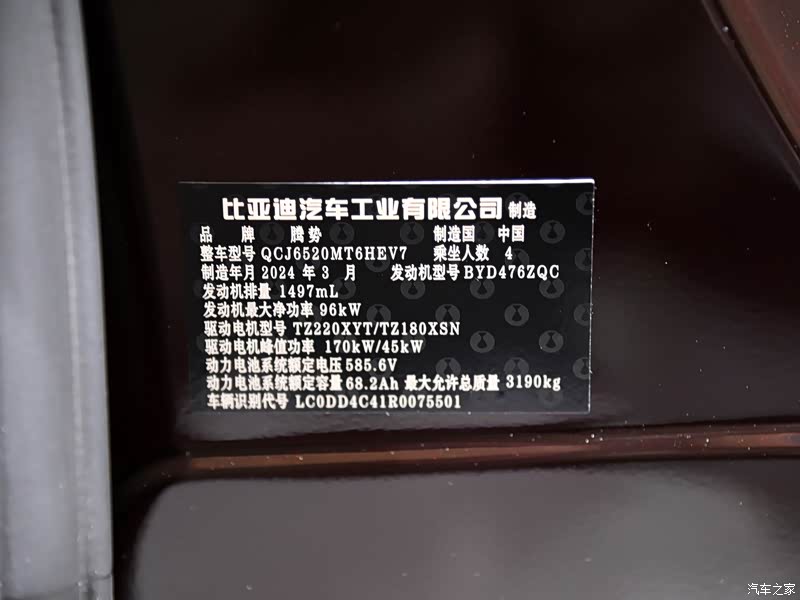 比亚迪汽车工业有限公司 制造
品 牌 腾势 制造国 中国
整车型号 QCJ6520MT6HEV7 乘坐人数 4
制造年月 2024 年 3 月 发动机型号 BYD476ZQC
发动机排量 1497mL
发动机最大净功率 96kW
驱动电机型号 TZ220XYT/TZ180XSN
驱动电机峰值功率 170kW/45kW
动力电池系统额定电压 585.6V
动力电池系统额定容量 68.2Ah 最大允许总质量 3190kg
车辆识别代号 LC0DD4C41R0075501
汽车之家